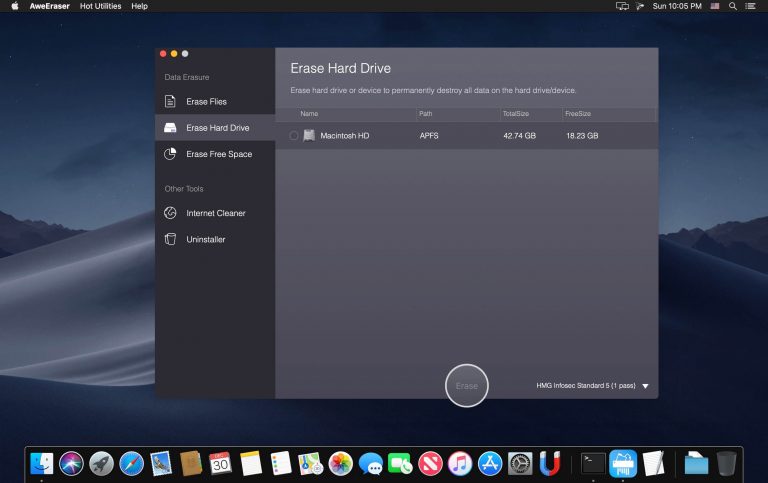 AweEraser Hot Utilities Help Sun 10:05 PM
Data Erasure
Erase Flies
Erase Hard Drive
Erase Free Space
Other Tools
Internet Cleaner
Uninstaller
Erase Hard Drive
Erase hard drive or device to permanently destroy all data on the hard drive/device.
Name Path TotalSize FreeSize
Macintosh HD APFS 42.74 GB 18.23 GB
Erase
HMG Infosec Standard 5 (1 pass)
30